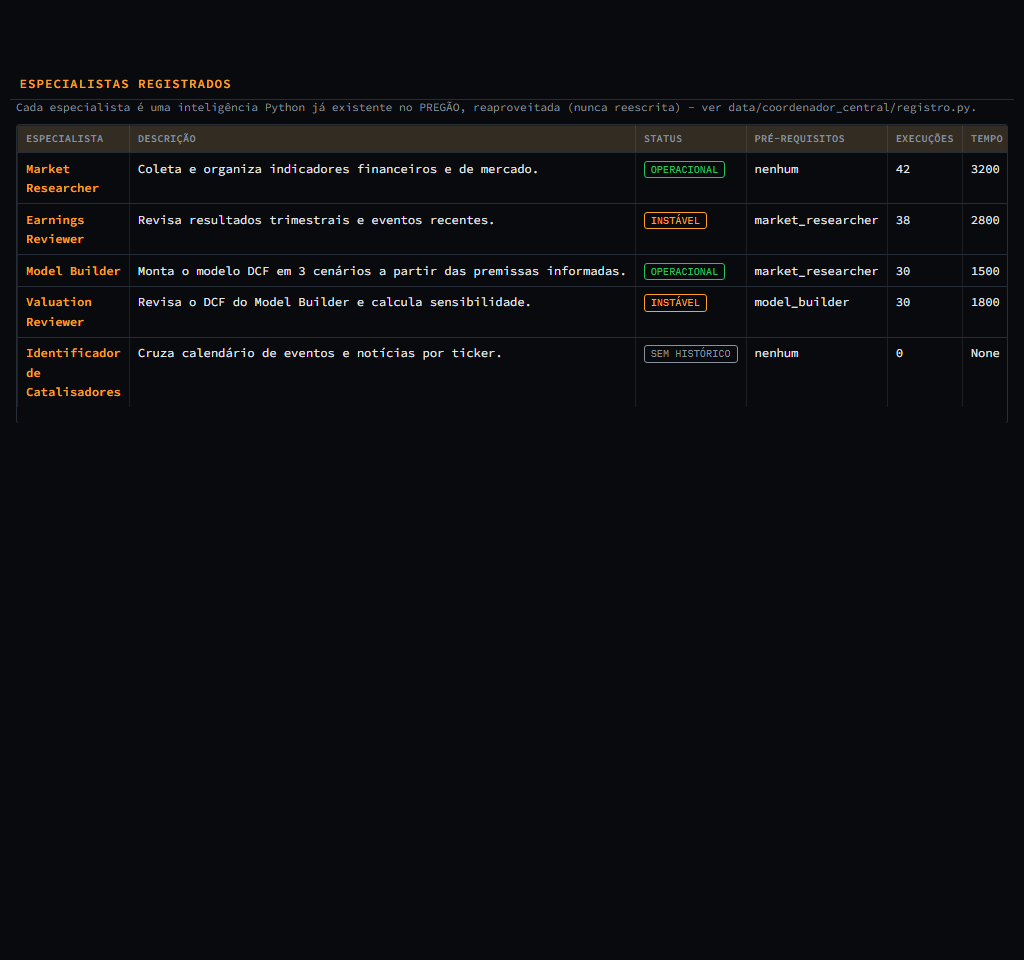 ESPECIALISTAS REGISTRADOS
Cada especialista é uma inteligência Python já existente no PREGÃO, reaproveitada (nunca reescrita) – ver data/coordenador_central/registro.py.
ESPECIALISTA DESCRIÇÃO STATUS PRÉ-REQUISITOS EXECUÇÕES TEMPO
Market Coleta e organiza indicadores financeiros e de mercado. OPERACIONAL nenhum 42 3200
Researcher
Earnings Revisa resultados trimestrais e eventos recentes. INSTÁVEL market_researcher 38 2800
Reviewer
Model Builder Monta o modelo DCF em 3 cenários a partir das premissas informadas. OPERACIONAL market_researcher 30 1500
Valuation Revisa o DCF do Model Builder e calcula sensibilidade. INSTÁVEL model_builder 30 1800
Reviewer
Identificador Cruza calendário de eventos e notícias por ticker. SEM HISTÓRICO nenhum 0 None
de
Catalisadores